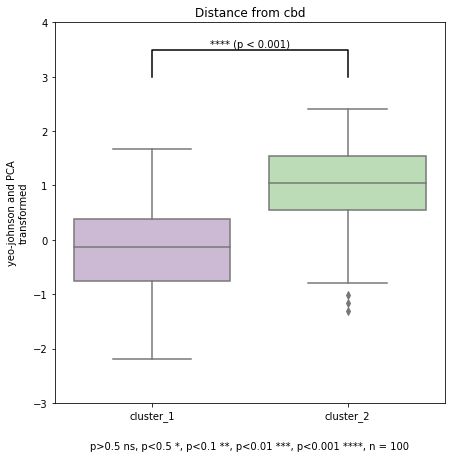 Distance from cbd
**** (p < 0.001)
4
3
2
1
0
−1
−2
−3
yeo-johnson and PCA
transformed
cluster_1
cluster_2
p>0.5 ns, p<0.5 *, p<0.1 **, p<0.01 ***, p<0.001 ****, n = 100